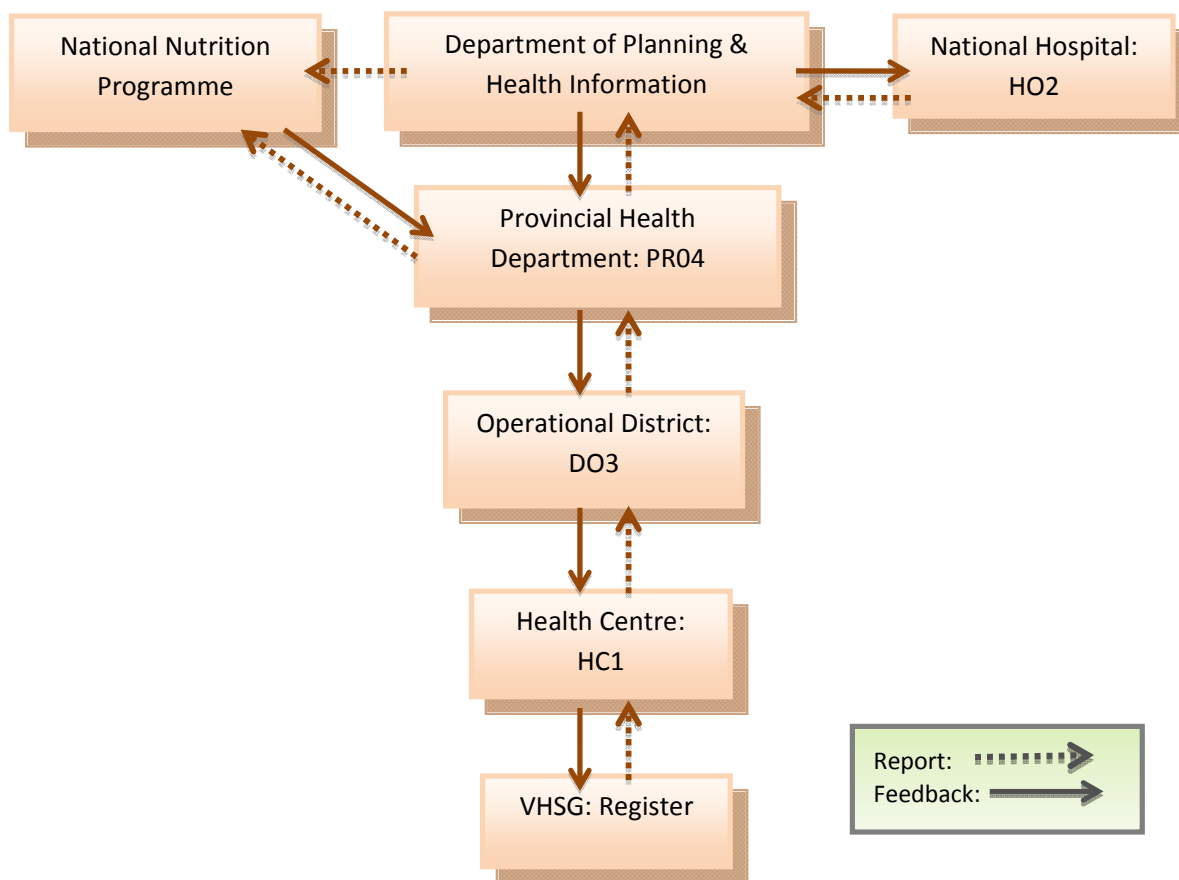 National Nutrition
Programme
Department of Planning &
Health Information
National Hospital:
HO2
Provincial Health
Department: PR04
Operational District:
DO3
Health Centre:
HC1
VHSG: Register
Report:
Feedback: